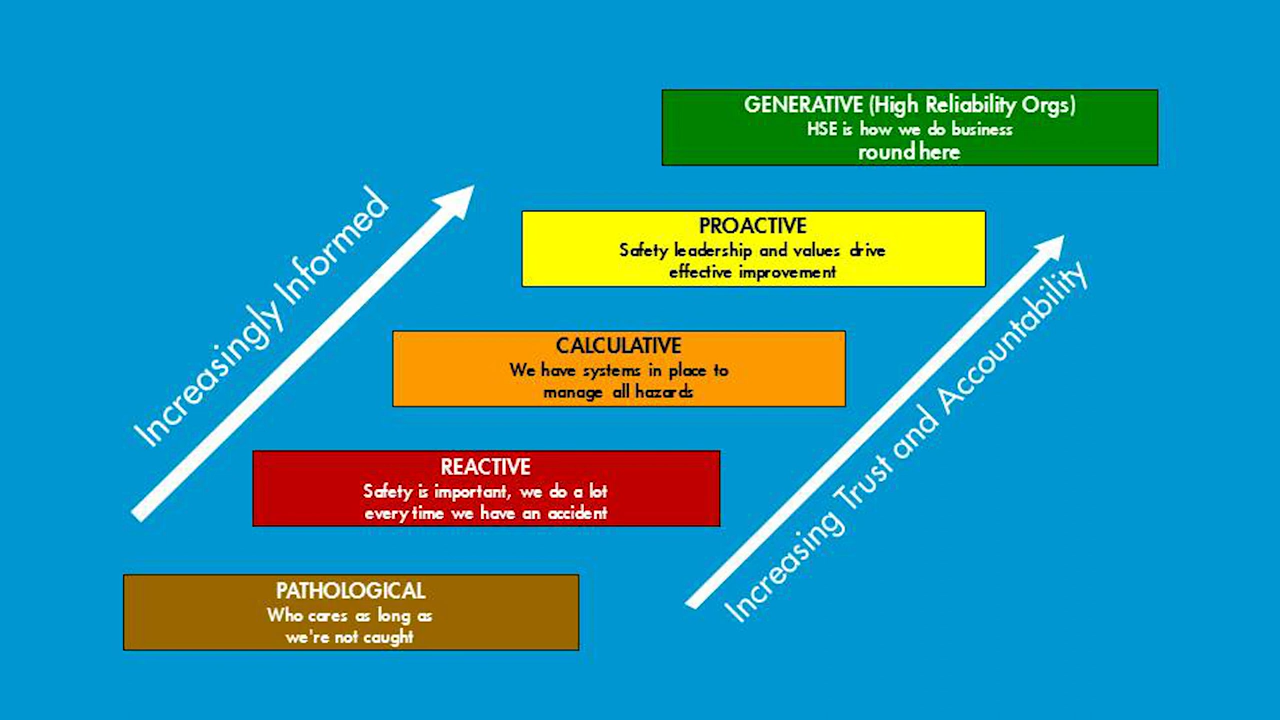 GENERATIVE (High Reliability Orgs)
HSE is how we do business
round here
Increasingly Informed
PROACTIVE
Safety leadership and values drive
effective improvement
Increasing Trust and Accountability
CALCULATIVE
We have systems in place to
manage all hazards
REACTIVE
Safety is important, we do a lot
every time we have an accident
PATHOLOGICAL
Who cares as long as
we're not caught